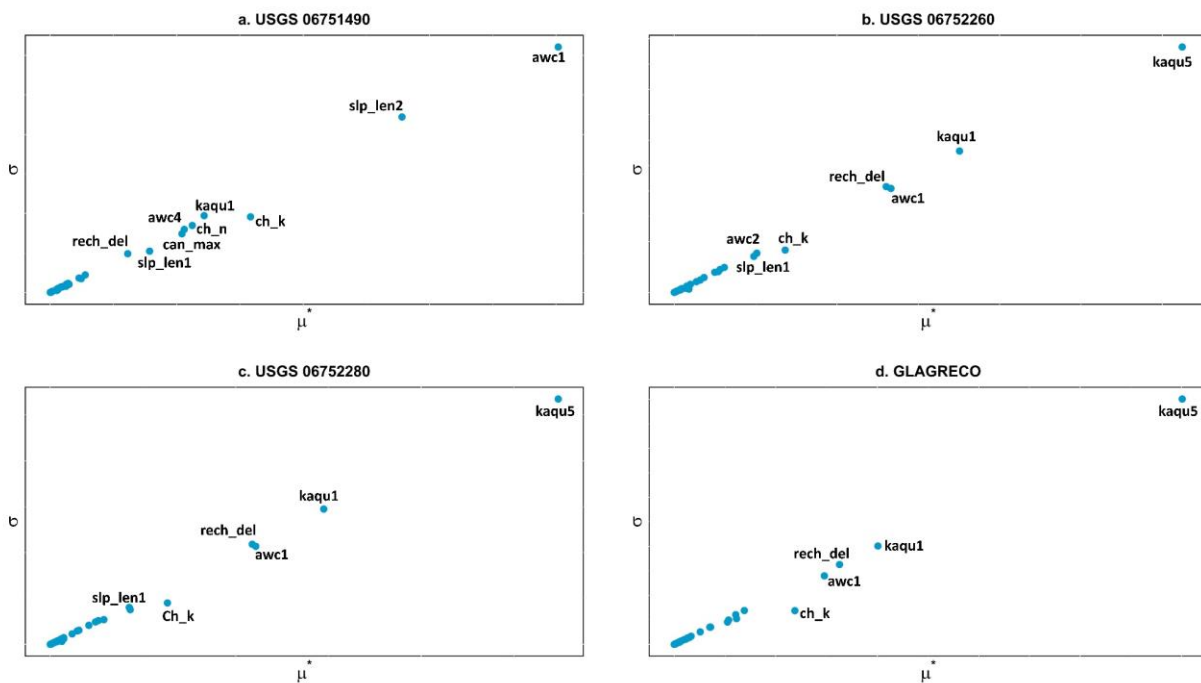 a. USGS 06751490
awc1
slp_len2
kaqu1
awc4
ch_k
ch_n
can_max
rech_del
slp_len1
σ
μ*
b. USGS 06752260
kaqu5
kaqu1
rech_del
awc1
awc2
ch_k
slp_len1
σ
μ*
c. USGS 06752280
kaqu5
kaqu1
rech_del
awc1
slp_len1
Ch_k
σ
μ*
d. GLAGRECO
kaqu5
kaqu1
rech_del
awc1
ch_k
σ
μ*